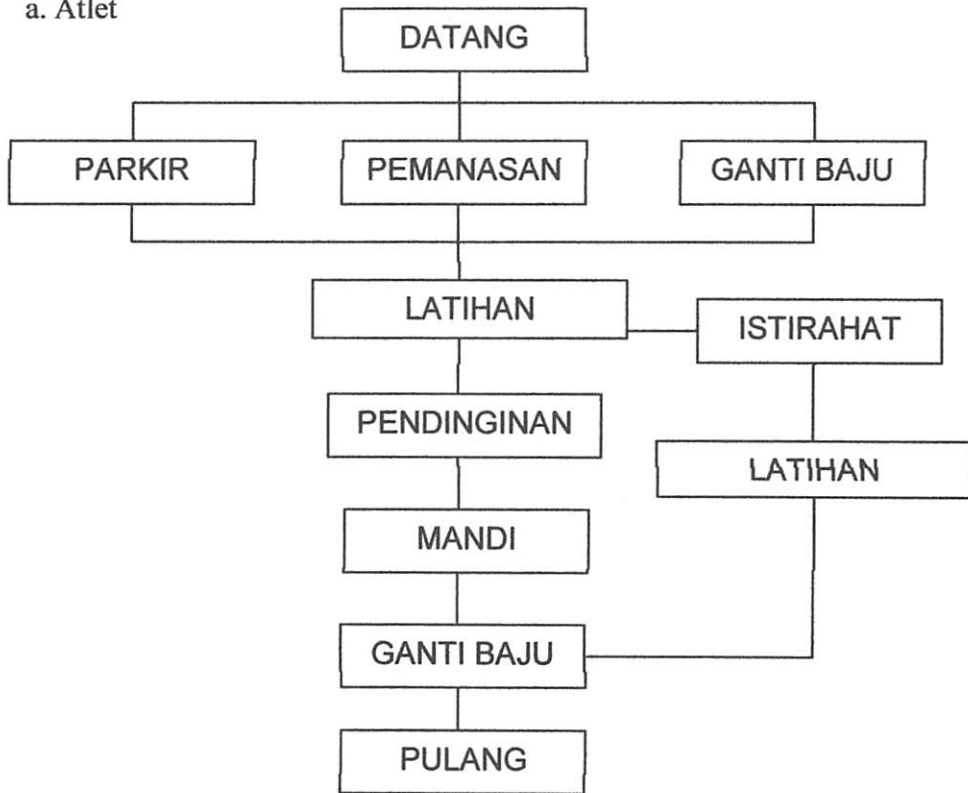 a. Atlet
DATANG
PARKIR
PEMANASAN
GANTI BAJU
LATIHAN
ISTIRAHAT
PENDINGINAN
LATIHAN
MANDI
GANTI BAJU
PULANG